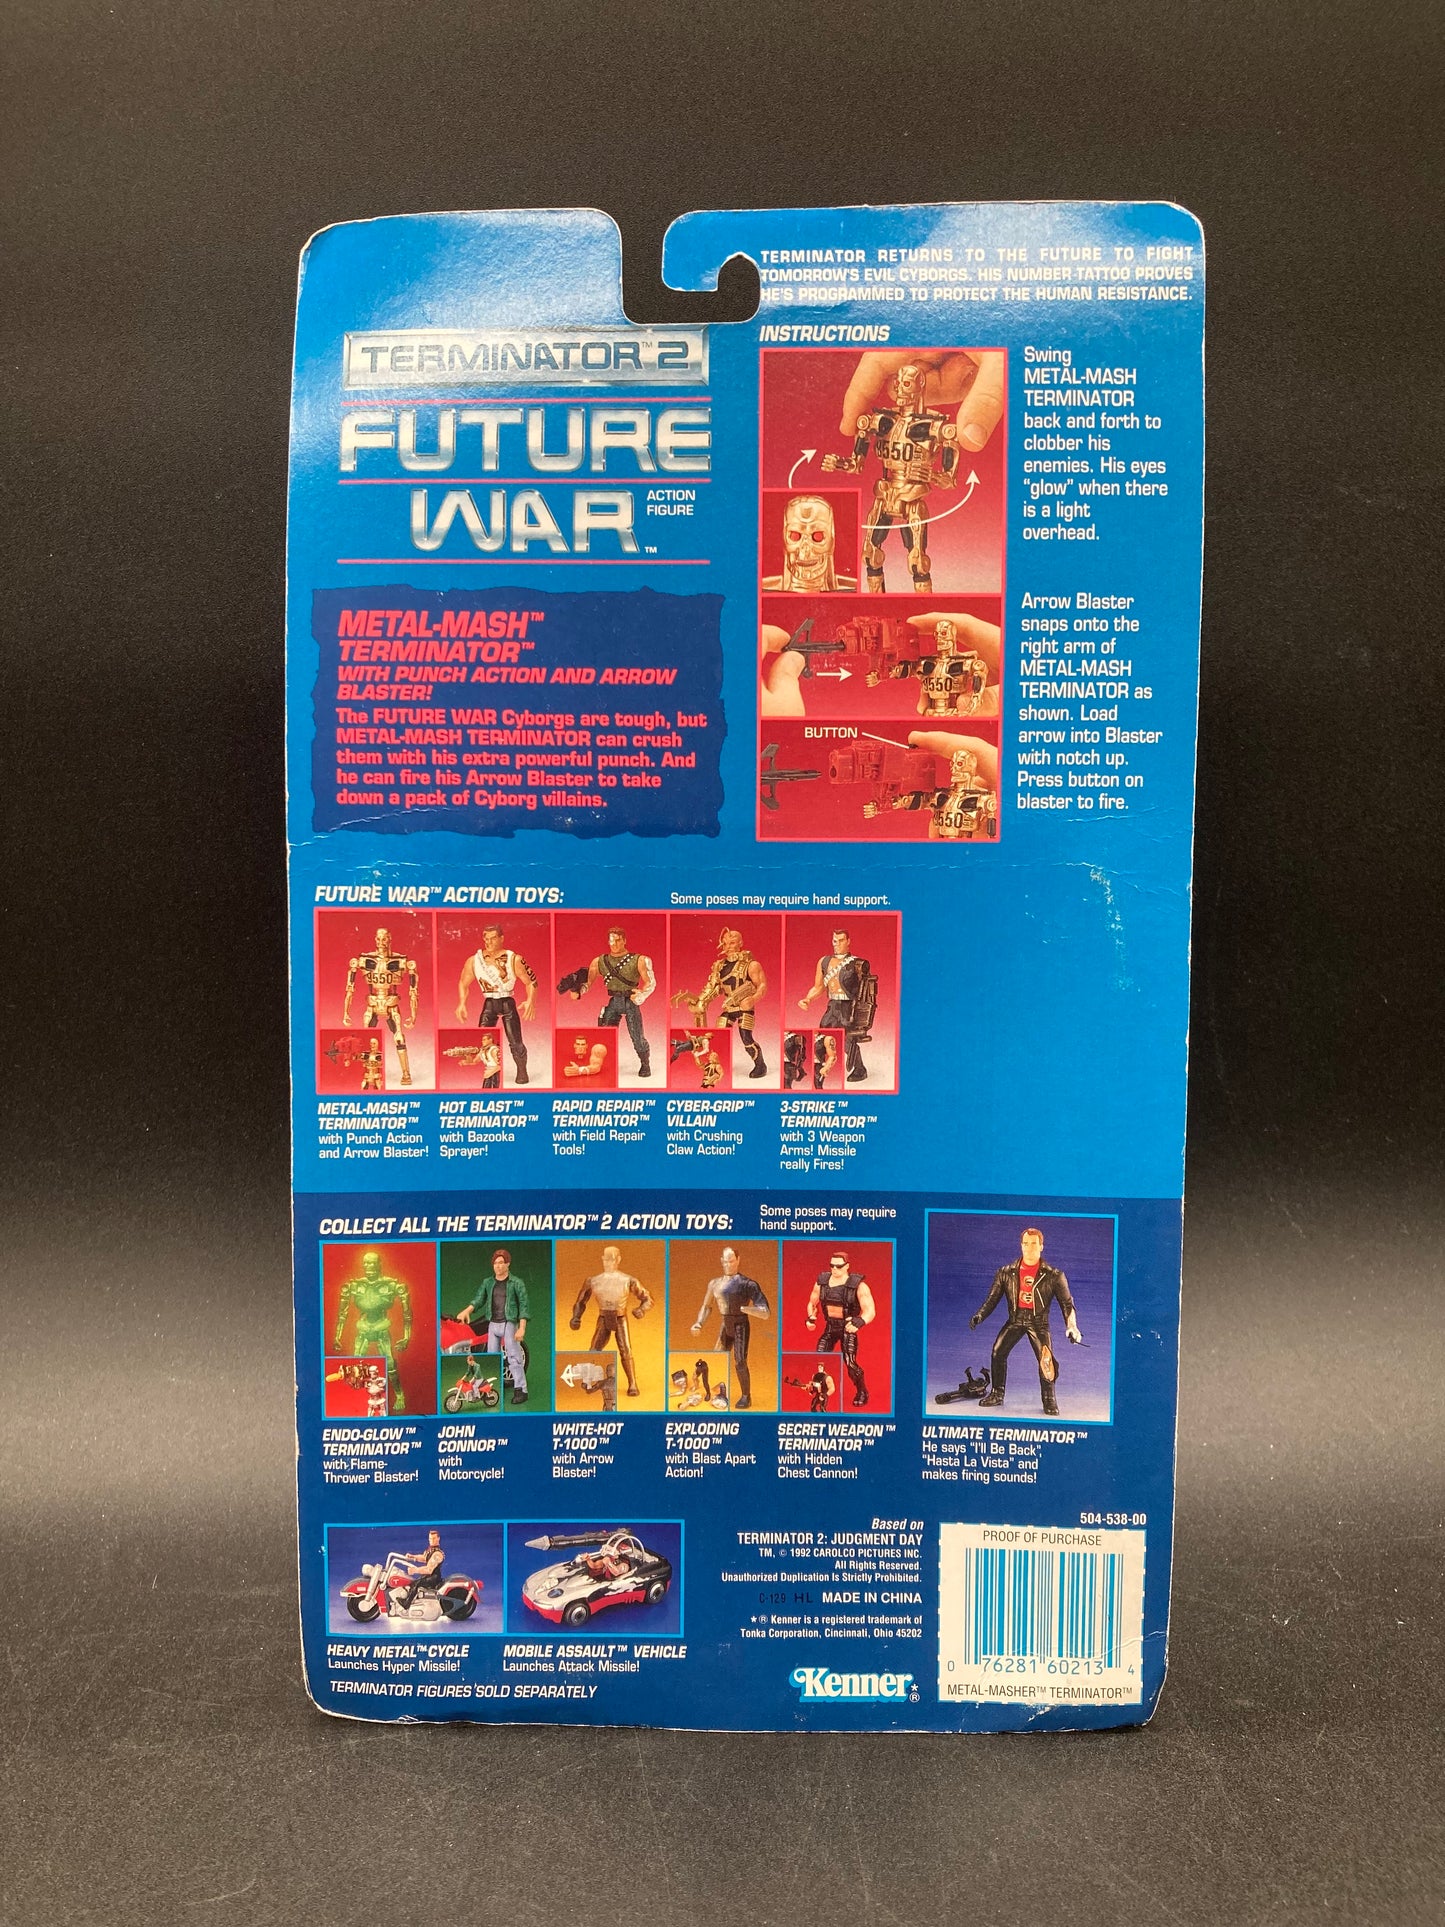 TERMINATOR RETURNS TO THE FUTURE TO FIGHT
TOMORROW'S EVIL CYBORGS. HIS NUMBER TATTOO PROVES
HE'S PROGRAMMED TO PROTECT THE HUMAN RESISTANCE.
TERMINATOR™ 2
FUTURE
WAR™
ACTION
FIGURE
METAL-MASH™
TERMINATOR™
WITH PUNCH ACTION AND ARROW
BLASTER!
The FUTURE WAR Cyborgs are tough, but
METAL-MASH TERMINATOR can crush
them with his extra powerful punch. And
he can fire his Arrow Blaster to take
down a pack of Cyborg villains.
INSTRUCTIONS
9550
Swing
METAL-MASH
TERMINATOR
back and forth to
clobber his
enemies. His eyes
"glow" when there
is a light
overhead.
9550
BUTTON
9550
Arrow Blaster
snaps onto the
right arm of
METAL-MASH
TERMINATOR as
shown. Load
arrow into Blaster
with notch up.
Press button on
blaster to fire.
FUTURE WAR™ ACTION TOYS:
Some poses may require hand support.
9550
METAL-MASH™
TERMINATOR™
with Punch Action
and Arrow Blaster!
HOT BLAST™
TERMINATOR™
with Bazooka
Sprayer!
RAPID REPAIR™
TERMINATOR™
with Field Repair
Tools!
CYBER-GRIP™
VILLAIN
with Crushing
Claw Action!
3-STRIKE™
TERMINATOR™
with 3 Weapon
Arms! Missile
really Fires!
COLLECT ALL THE TERMINATOR™ 2 ACTION TOYS:
Some poses may require
hand support.
ENDO-GLOW™
TERMINATOR™
with Flame-
Thrower Blaster!
JOHN
CONNOR™
with
Motorcycle!
WHITE-HOT
T-1000™
with Arrow
Blaster!
EXPLODING
T-1000™
with Blast Apart
Action!
SECRET WEAPON™
TERMINATOR™
with Hidden
Chest Cannon!
ULTIMATE TERMINATOR™
He says "I'll Be Back",
"Hasta La Vista" and
makes firing sounds!
HEAVY METAL™ CYCLE
Launches Hyper Missile!
MOBILE ASSAULT™ VEHICLE
Launches Attack Missile!
TERMINATOR FIGURES SOLD SEPARATELY
Based on
TERMINATOR 2: JUDGMENT DAY
TM, © 1992 CAROLCO PICTURES INC.
All Rights Reserved.
Unauthorized Duplication Is Strictly Prohibited.
C-129 HL MADE IN CHINA
*® Kenner is a registered trademark of
Tonka Corporation, Cincinnati, Ohio 45202
Kenner*®
504-538-00
PROOF OF PURCHASE
0 76281 60213 4
METAL-MASHER™ TERMINATOR™